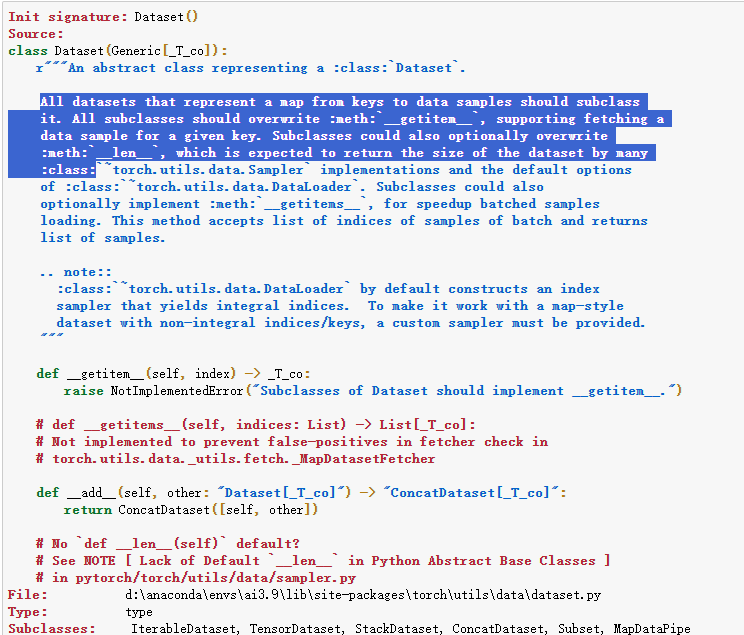 Init signature: Dataset()
Source:
class Dataset(Generic[_T_co]):
    r"""An abstract class representing a :class:`Dataset`.

    All datasets that represent a map from keys to data samples should subclass
    it. All subclasses should overwrite :meth:`__getitem__`, supporting fetching a
    data sample for a given key. Subclasses could also optionally overwrite
    :meth:`__len__`, which is expected to return the size of the dataset by many
    :class:`~torch.utils.data.Sampler` implementations and the default options
    of :class:`~torch.utils.data.DataLoader`. Subclasses could also
    optionally implement :meth:`__getitems__`, for speedup batched samples
    loading. This method accepts list of indices of samples of batch and returns
    list of samples.

    .. note::
      :class:`~torch.utils.data.DataLoader` by default constructs an index
      sampler that yields integral indices.  To make it work with a map-style
      dataset with non-integral indices/keys, a custom sampler must be provided.
    """

    def __getitem__(self, index) -> _T_co:
        raise NotImplementedError("Subclasses of Dataset should implement __getitem__.")

    # def __getitems__(self, indices: List) -> List[_T_co]:
    # Not implemented to prevent false-positives in fetcher check in
    # torch.utils.data._utils.fetch._MapDatasetFetcher

    def __add__(self, other: "Dataset[_T_co]") -> "ConcatDataset[_T_co]":
        return ConcatDataset([self, other])

    # No `def __len__(self)` default?
    # See NOTE [ Lack of Default `__len__` in Python Abstract Base Classes ]
    # in pytorch/torch/utils/data/sampler.py
File:           d:\anaconda\envs\ai3.9\lib\site-packages\torch\utils\data\dataset.py
Type:           type
Subclasses:     IterableDataset, TensorDataset, StackDataset, ConcatDataset, Subset, MapDataPipe